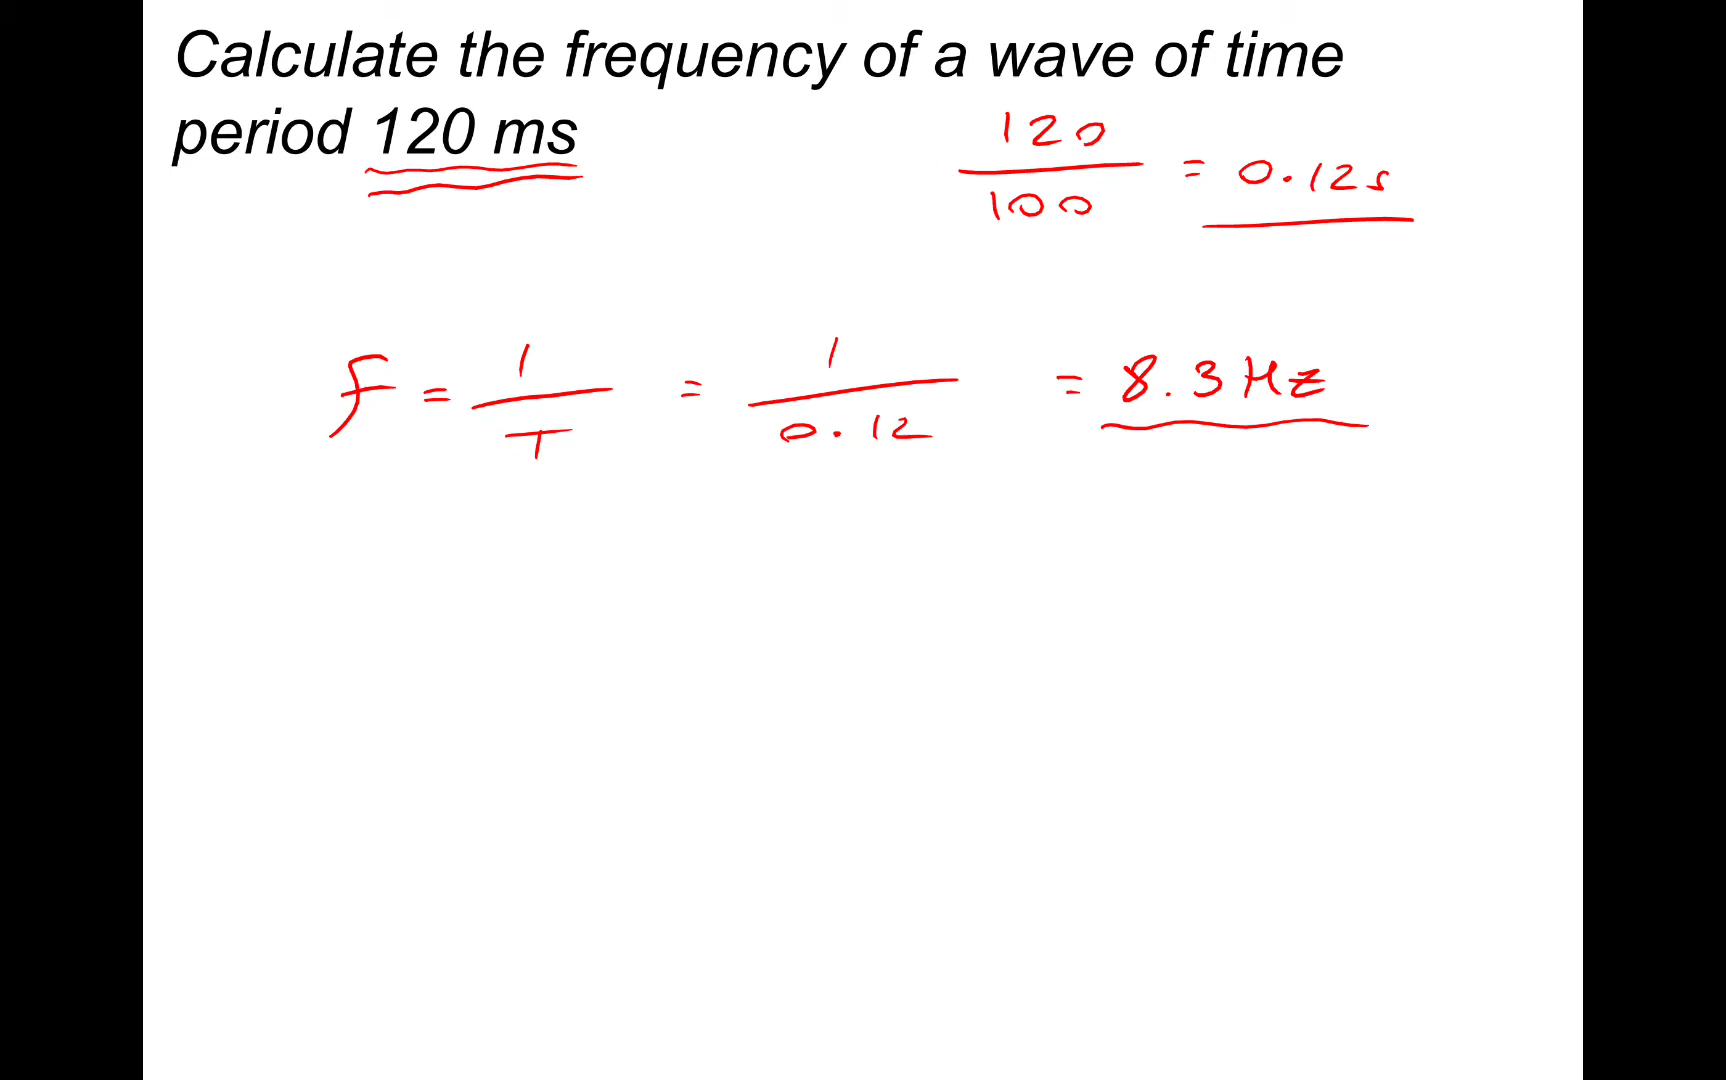 Calculate the frequency of a wave of time
period 120 ms
120
100
= 0.12s
f = 1/T = 1/0.12 = 8.3 Hz